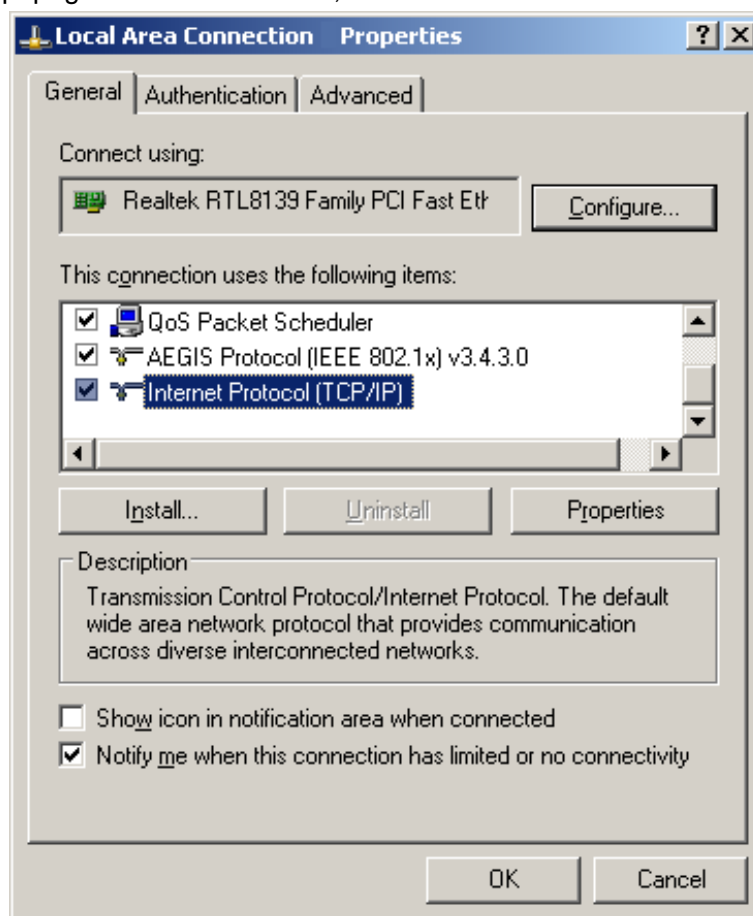 Local Area Connection Properties
General Authentication Advanced
Connect using:
Realtek RTL8139 Family PCI Fast Eth
Configure...
This connection uses the following items:
QoS Packet Scheduler
AEGIS Protocol (IEEE 802.1x) v3.4.3.0
Internet Protocol (TCP/IP)
Install... Uninstall Properties
Description
Transmission Control Protocol/Internet Protocol. The default
wide area network protocol that provides communication
across diverse interconnected networks.
Show icon in notification area when connected
Notify me when this connection has limited or no connectivity
OK Cancel